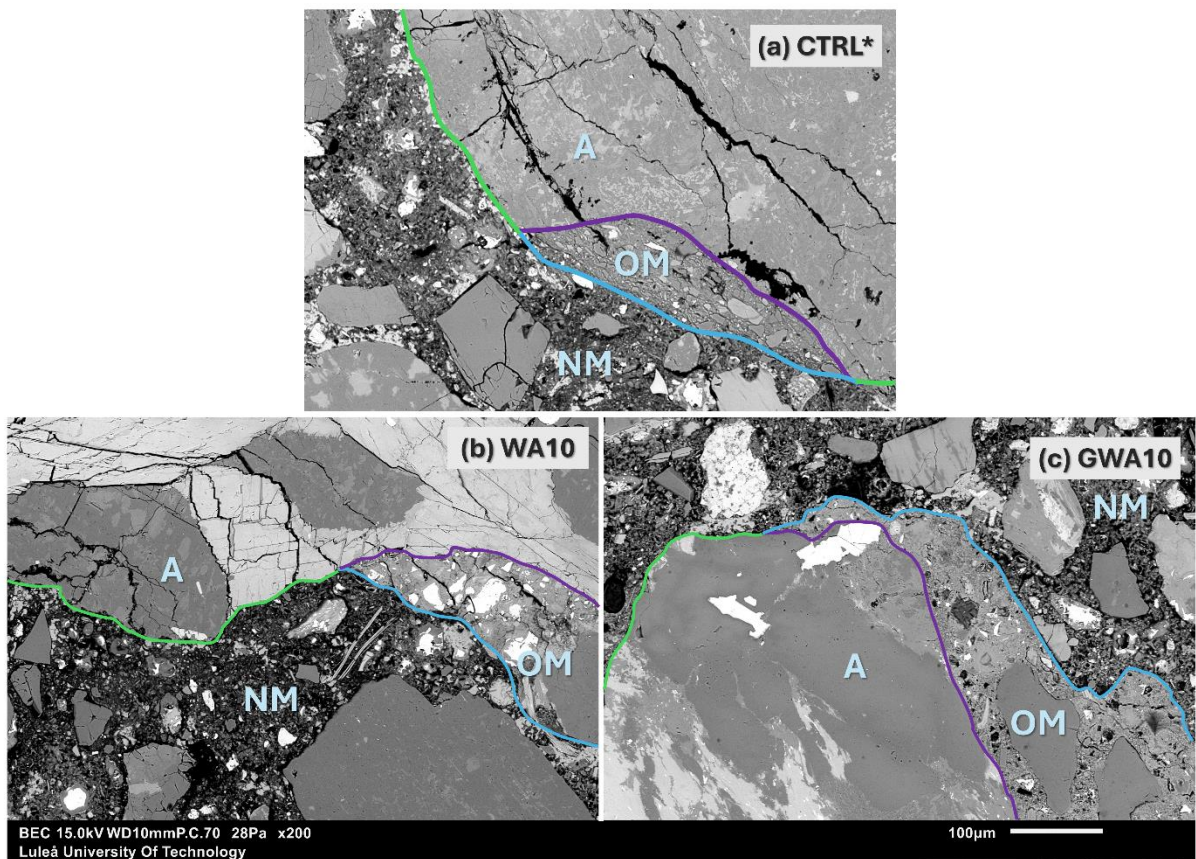 (a) CTRL*
A
OM
NM
(b) WA10
A
OM
NM
(c) GWA10
NM
A
OM
BEC 15.0kV WD10mmP.C.70 28Pa x200
100µm
Luleå University Of Technology